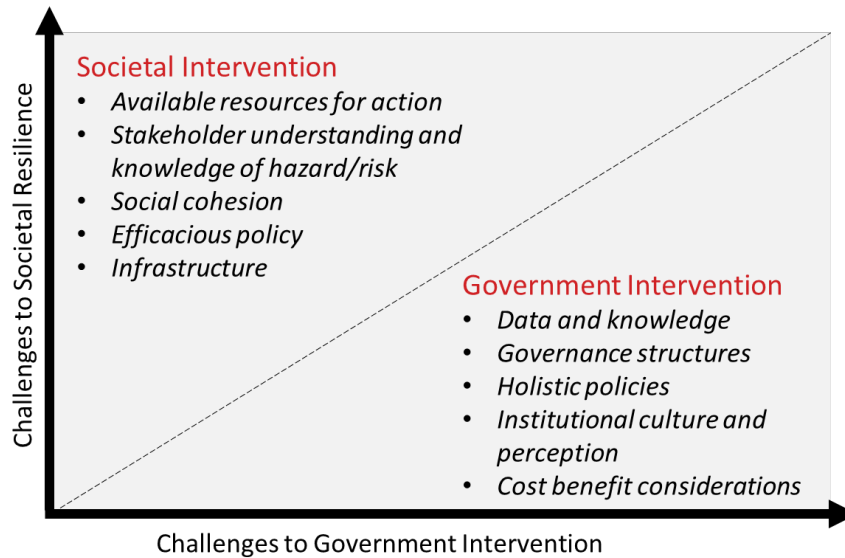 Challenges to Societal Resilience
Societal Intervention
• Available resources for action
• Stakeholder understanding and
knowledge of hazard/risk
• Social cohesion
• Efficacious policy
• Infrastructure
Government Intervention
• Data and knowledge
• Governance structures
• Holistic policies
• Institutional culture and
perception
• Cost benefit considerations
Challenges to Government Intervention